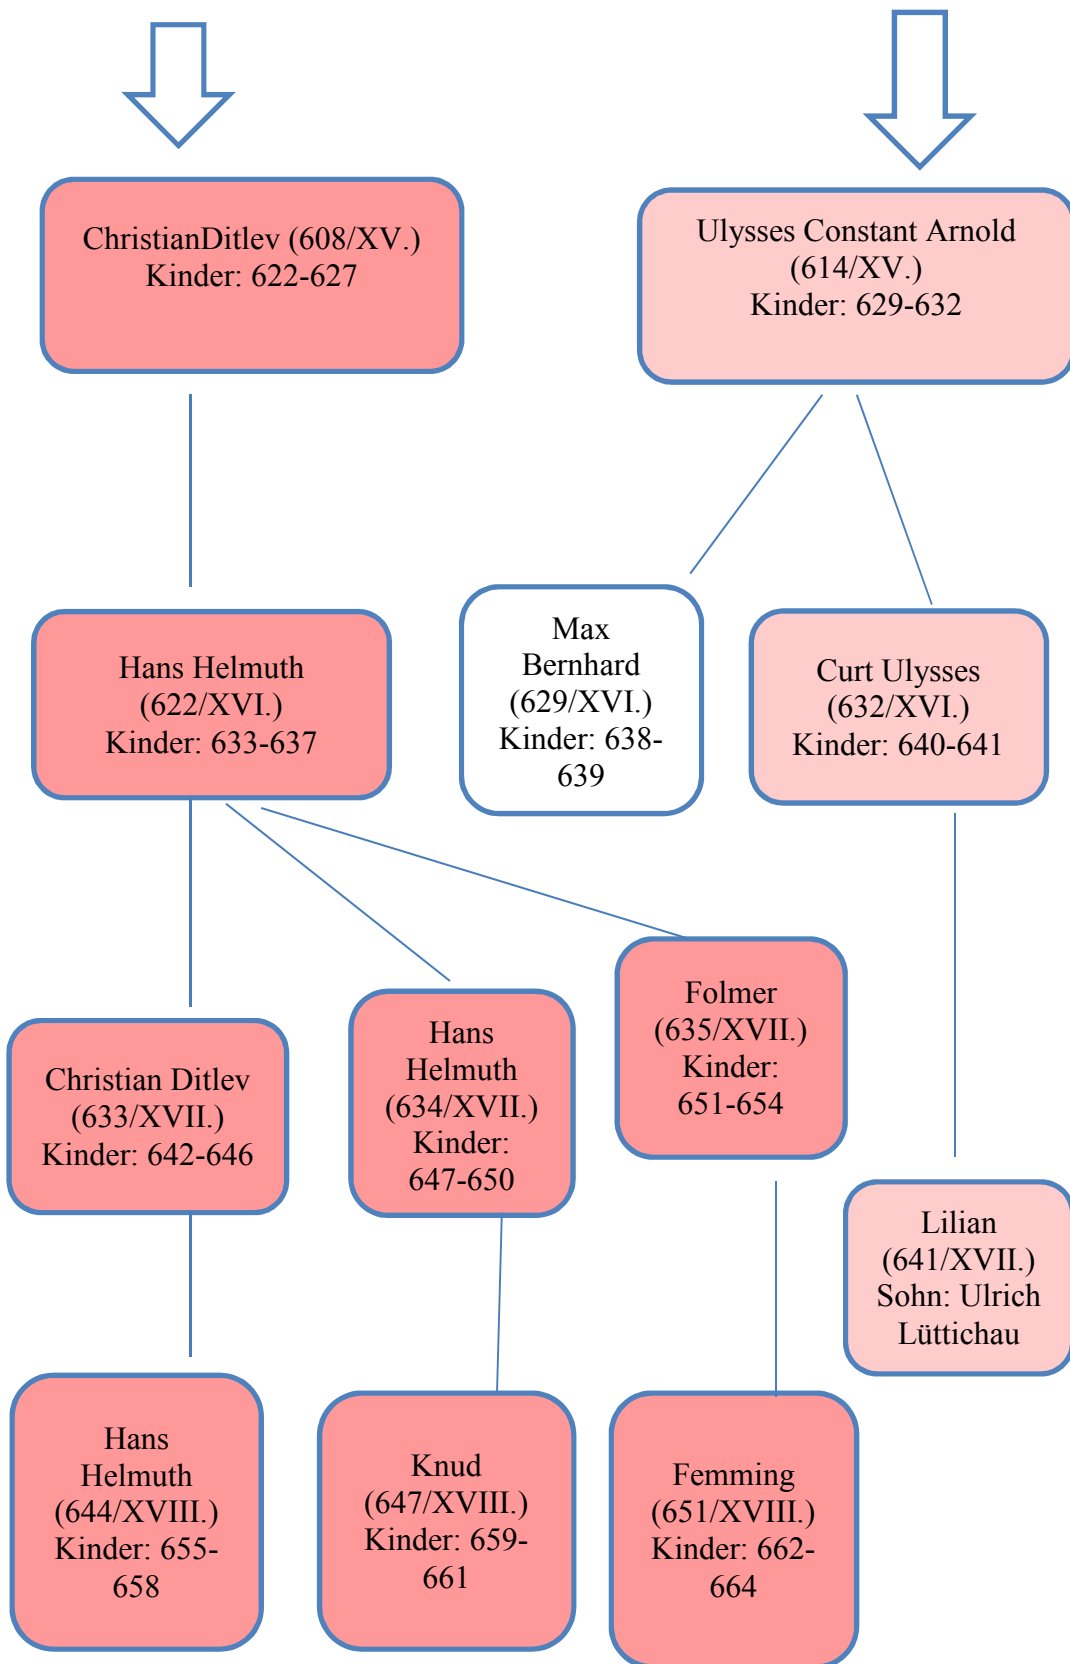 ChristianDitlev (608/XV.)
Kinder: 622-627
Ulysses Constant Arnold
(614/XV.)
Kinder: 629-632
Hans Helmuth
(622/XVI.)
Kinder: 633-637
Max
Bernhard
(629/XVI.)
Kinder: 638-
639
Curt Ulysses
(632/XVI.)
Kinder: 640-641
Christian Ditlev
(633/XVII.)
Kinder: 642-646
Hans
Helmuth
(634/XVII.)
Kinder:
647-650
Folmer
(635/XVII.)
Kinder:
651-654
Lilian
(641/XVII.)
Sohn: Ulrich
Lüttichau
Hans
Helmuth
(644/XVIII.)
Kinder: 655-
658
Knud
(647/XVIII.)
Kinder: 659-
661
Femming
(651/XVIII.)
Kinder: 662-
664